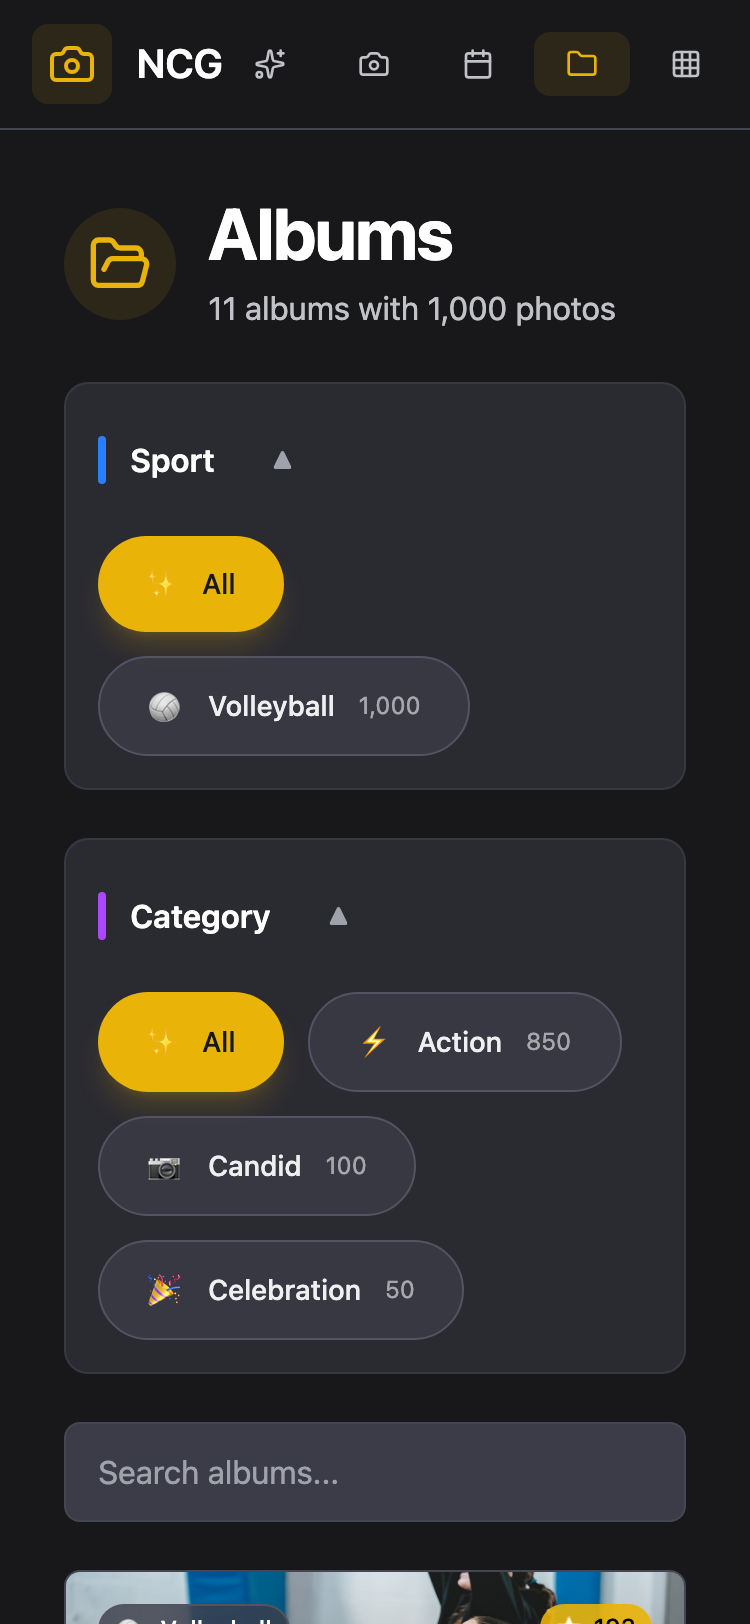 NCG
Albums
11 albums with 1,000 photos
Sport
All
Volleyball 1,000
Category
All
Action 850
Candid 100
Celebration 50
Search albums...
Volleyball